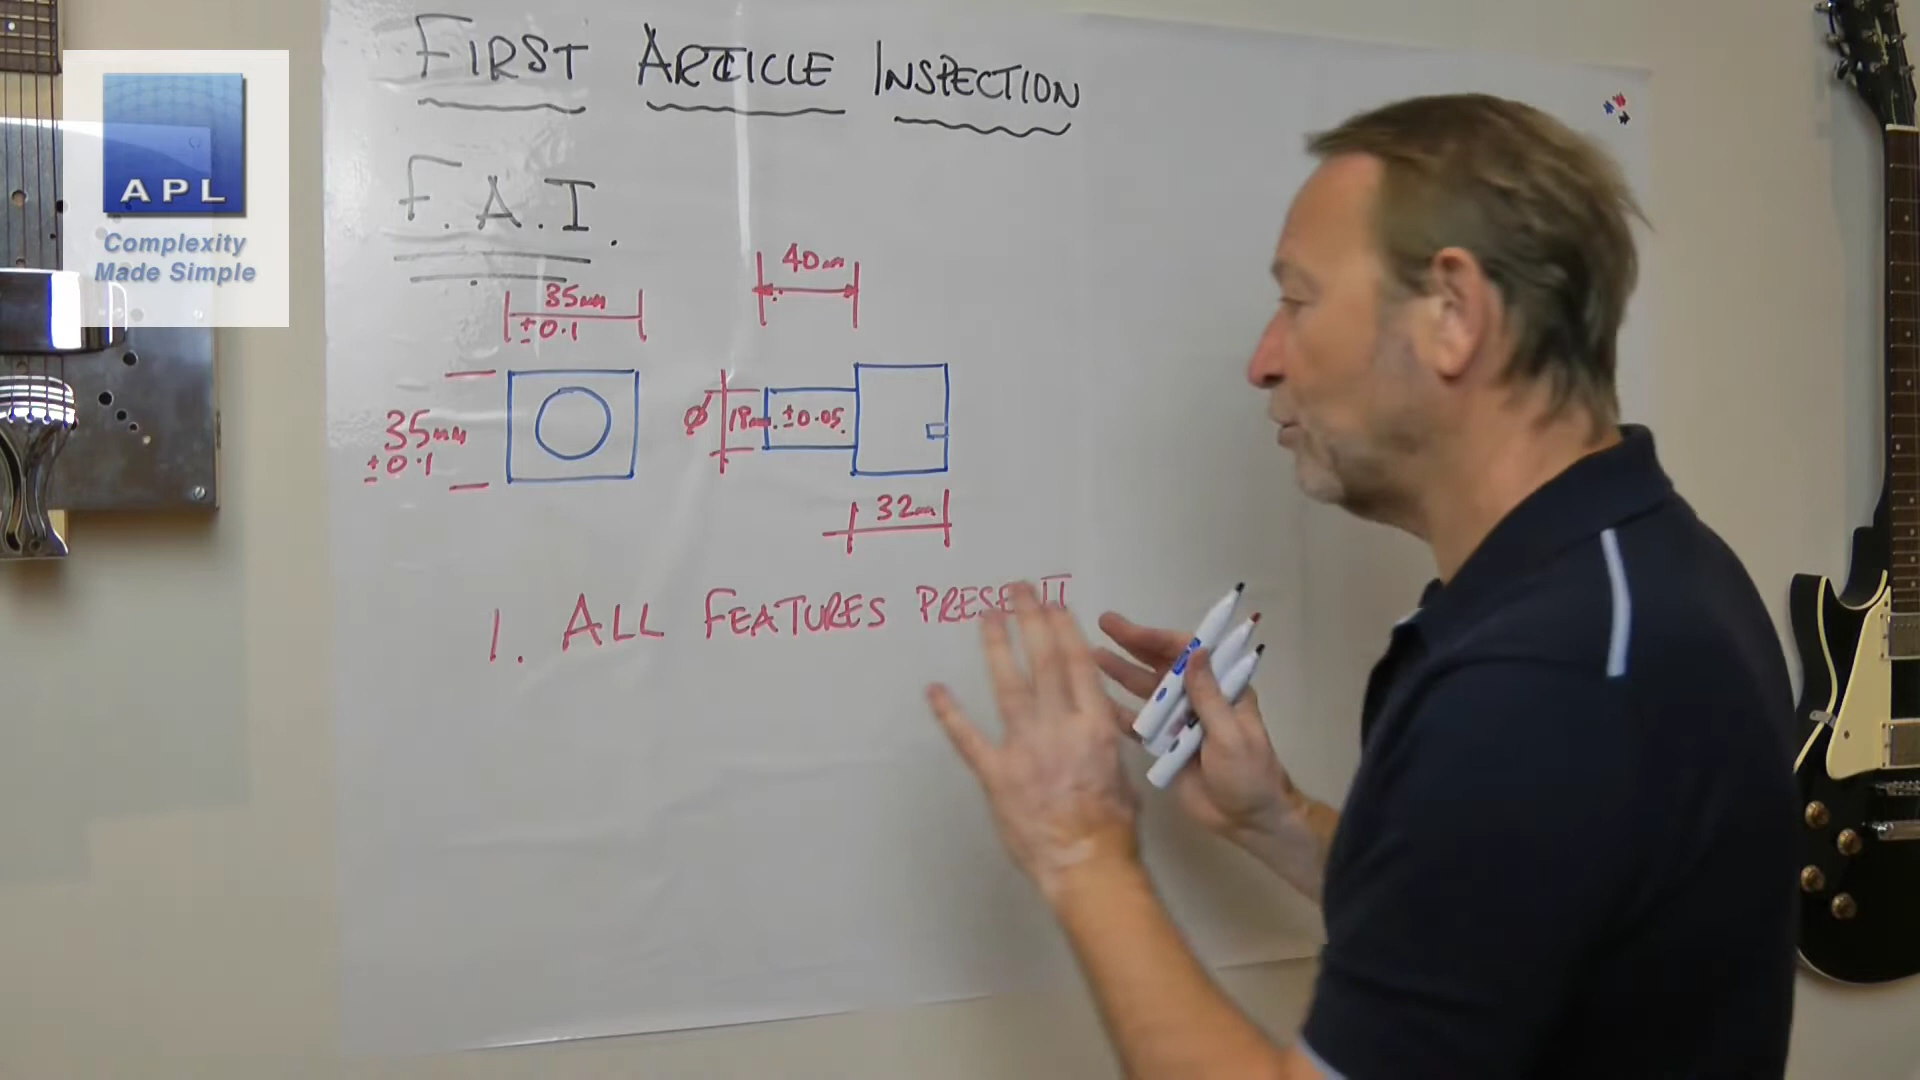 FIRST ARTICLE INSPECTION
F.A.I.
APL
Complexity
Made Simple
40mm
35mm
±0.1
35mm
±0.1
Ø 18mm. ±0.05.
32mm
1. ALL FEATURES PRESENT